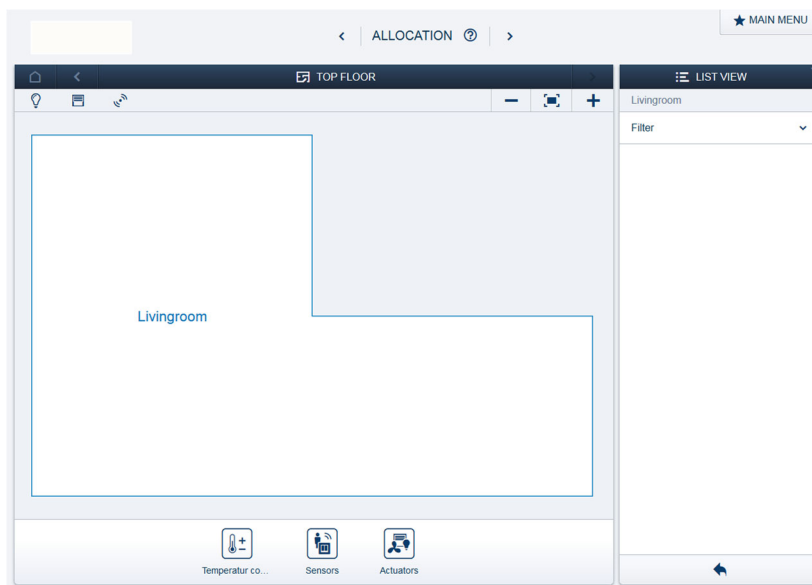 MAIN MENU
ALLOCATION
TOP FLOOR
LIST VIEW
Livingroom
Filter
Livingroom
Temperatur co...
Sensors
Actuators